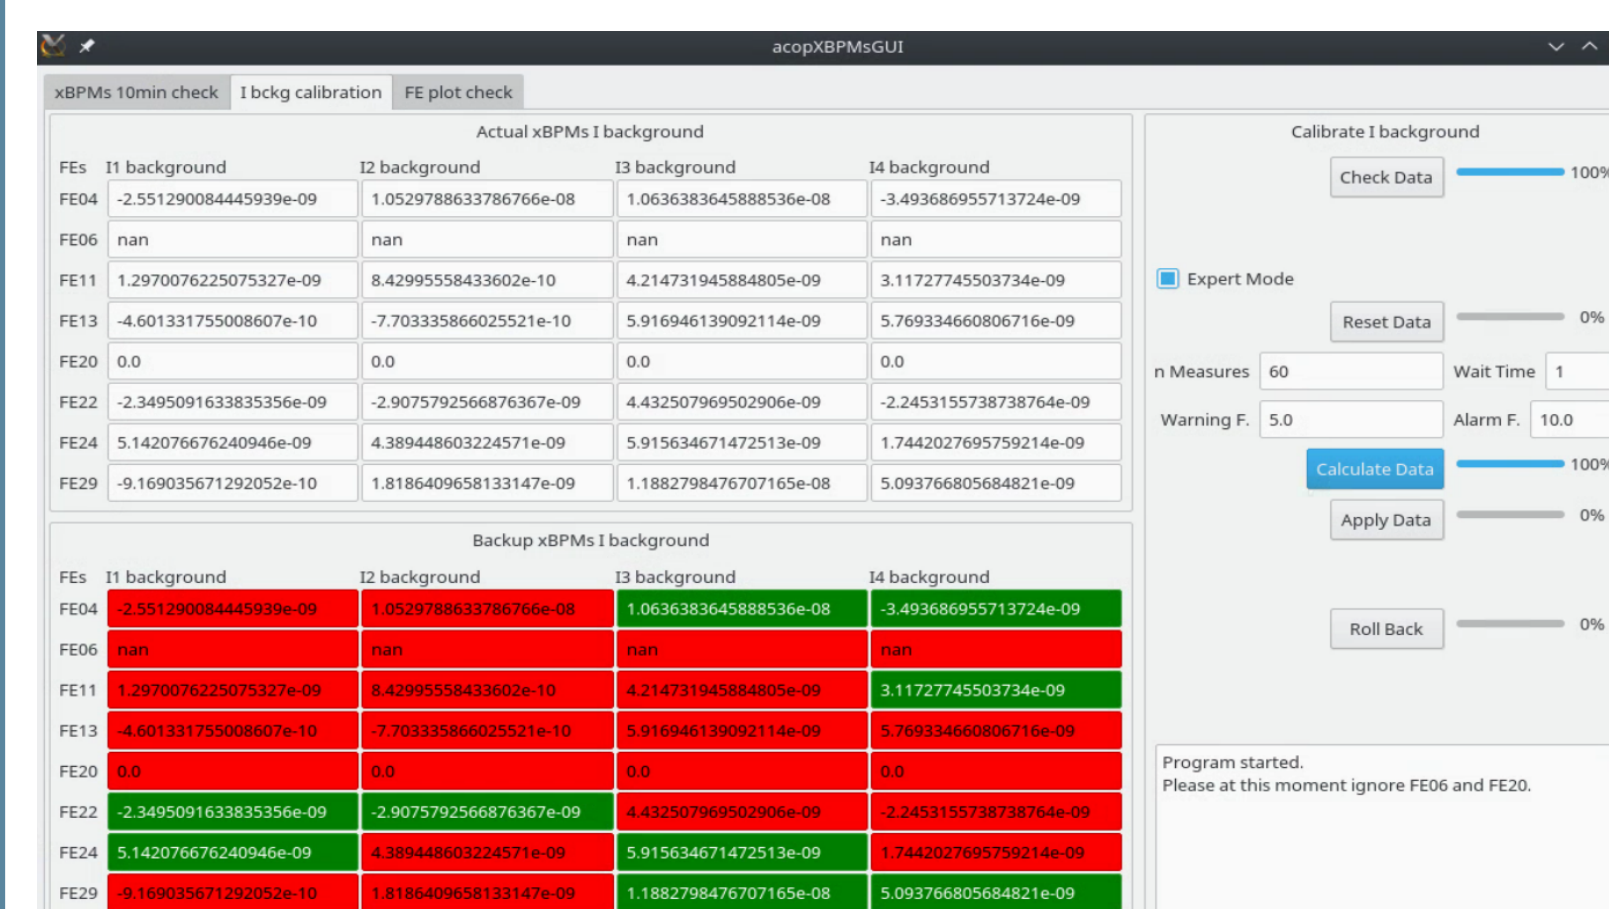 acopXBPMsGUI
xBPMs 10min check I bckg calibration FE plot check
Actual xBPMs I background
FEs I1 background I2 background I3 background I4 background
FE04 -2.551290084445939e-09 1.0529788633786766e-08 1.0636383645888536e-08 -3.493686955713724e-09
FE06 nan nan nan nan
FE11 1.2970076225075327e-09 8.42995558433602e-10 4.214731945884805e-09 3.11727745503734e-09
FE13 -4.601331755008607e-10 -7.703335866025521e-10 5.916946139092114e-09 5.769334660806716e-09
FE20 0.0 0.0 0.0 0.0
FE22 -2.3495091633835356e-09 -2.9075792566876367e-09 4.432507969502906e-09 -2.2453155738738764e-09
FE24 5.142076676240946e-09 4.389448603224571e-09 5.915634671472513e-09 1.7442027695759214e-09
FE29 -9.169035671292052e-10 1.8186409658133147e-09 1.1882798476707165e-08 5.093766805684821e-09
Backup xBPMs I background
FEs I1 background I2 background I3 background I4 background
FE04 -2.551290084445939e-09 1.0529788633786766e-08 1.0636383645888536e-08 -3.493686955713724e-09
FE06 nan nan nan nan
FE11 1.2970076225075327e-09 8.42995558433602e-10 4.214731945884805e-09 3.11727745503734e-09
FE13 -4.601331755008607e-10 -7.703335866025521e-10 5.916946139092114e-09 5.769334660806716e-09
FE20 0.0 0.0 0.0 0.0
FE22 -2.3495091633835356e-09 -2.9075792566876367e-09 4.432507969502906e-09 -2.2453155738738764e-09
FE24 5.142076676240946e-09 4.389448603224571e-09 5.915634671472513e-09 1.7442027695759214e-09
FE29 -9.169035671292052e-10 1.8186409658133147e-09 1.1882798476707165e-08 5.093766805684821e-09
Calibrate I background
Check Data 100%
Expert Mode
Reset Data 0%
n Measures 60 Wait Time 1
Warning F. 5.0 Alarm F. 10.0
Calculate Data 100%
Apply Data 0%
Roll Back 0%
Program started.
Please at this moment ignore FE06 and FE20.